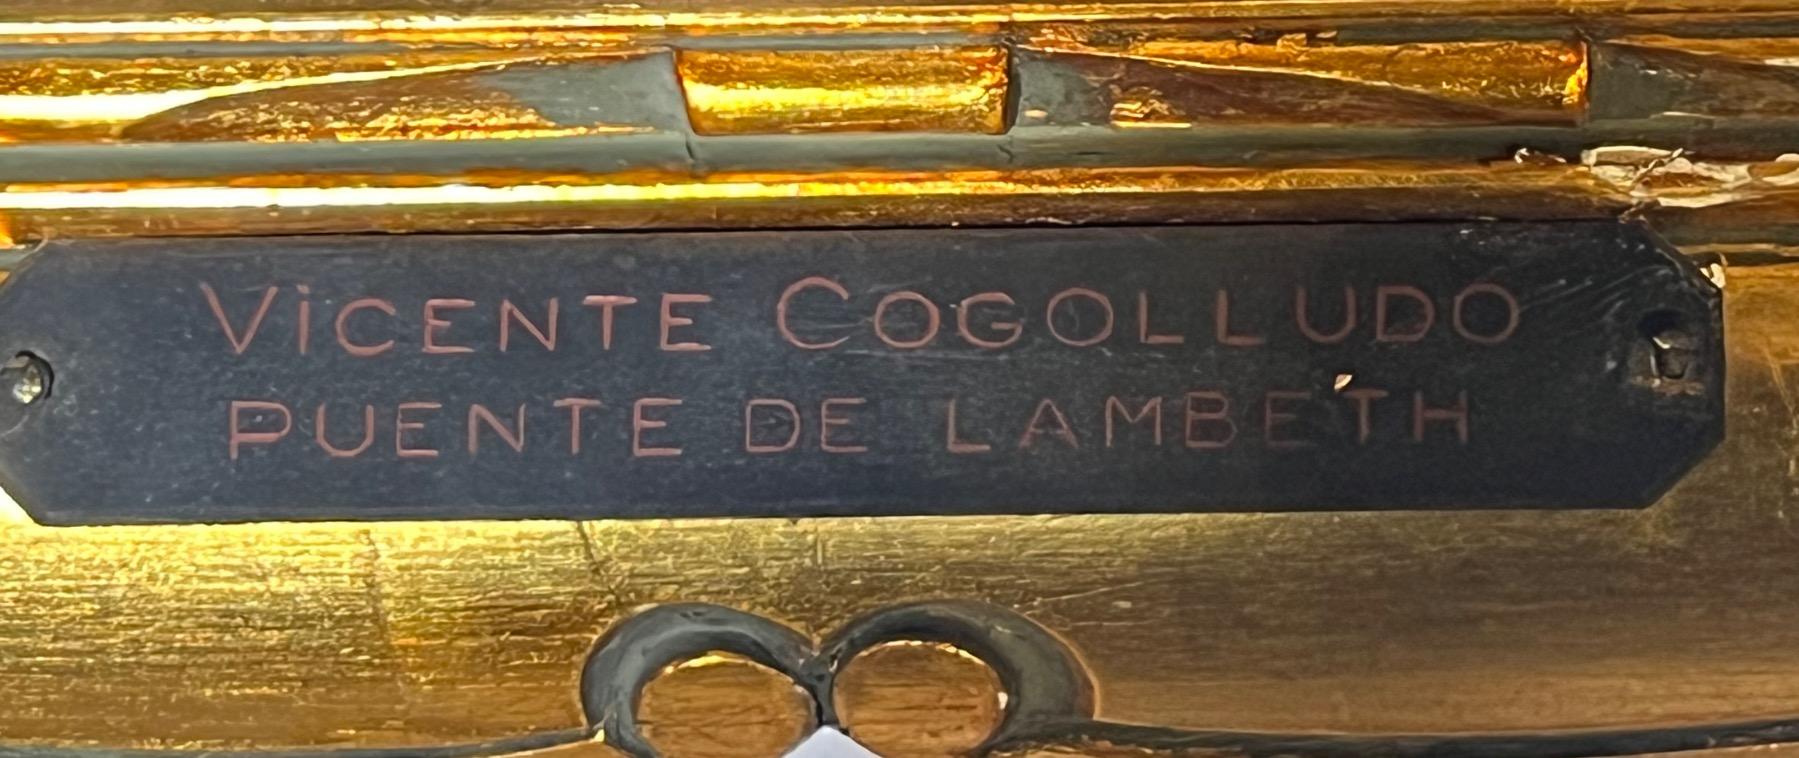 VICENTE COGOLLUDO
PUENTE DE LAMBETH